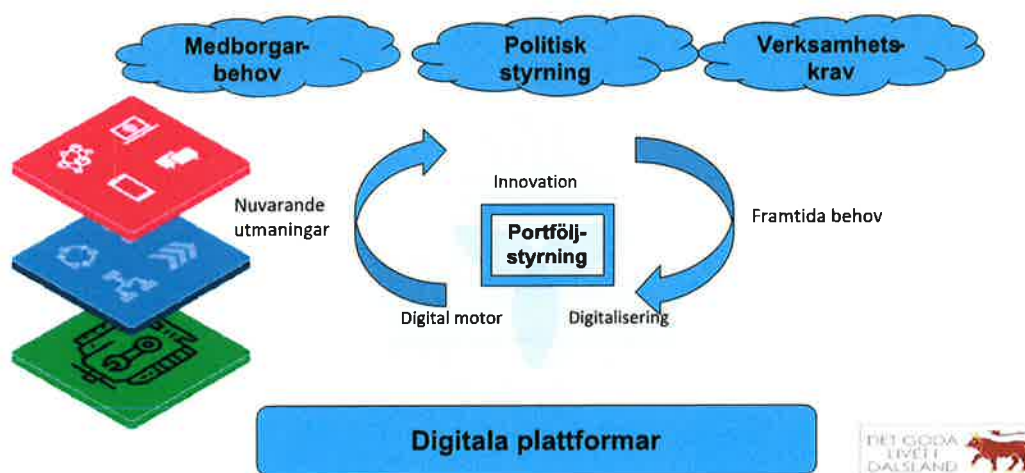 Medborgar-
behov
Politisk
styrning
Verksamhets-
krav
Innovation
Nuvarande
utmaningar
Portfölj-
styrning
Framtida behov
Digital motor
Digitalisering
Digitala plattformar
DET GODA
LIVET I
DALSLAND